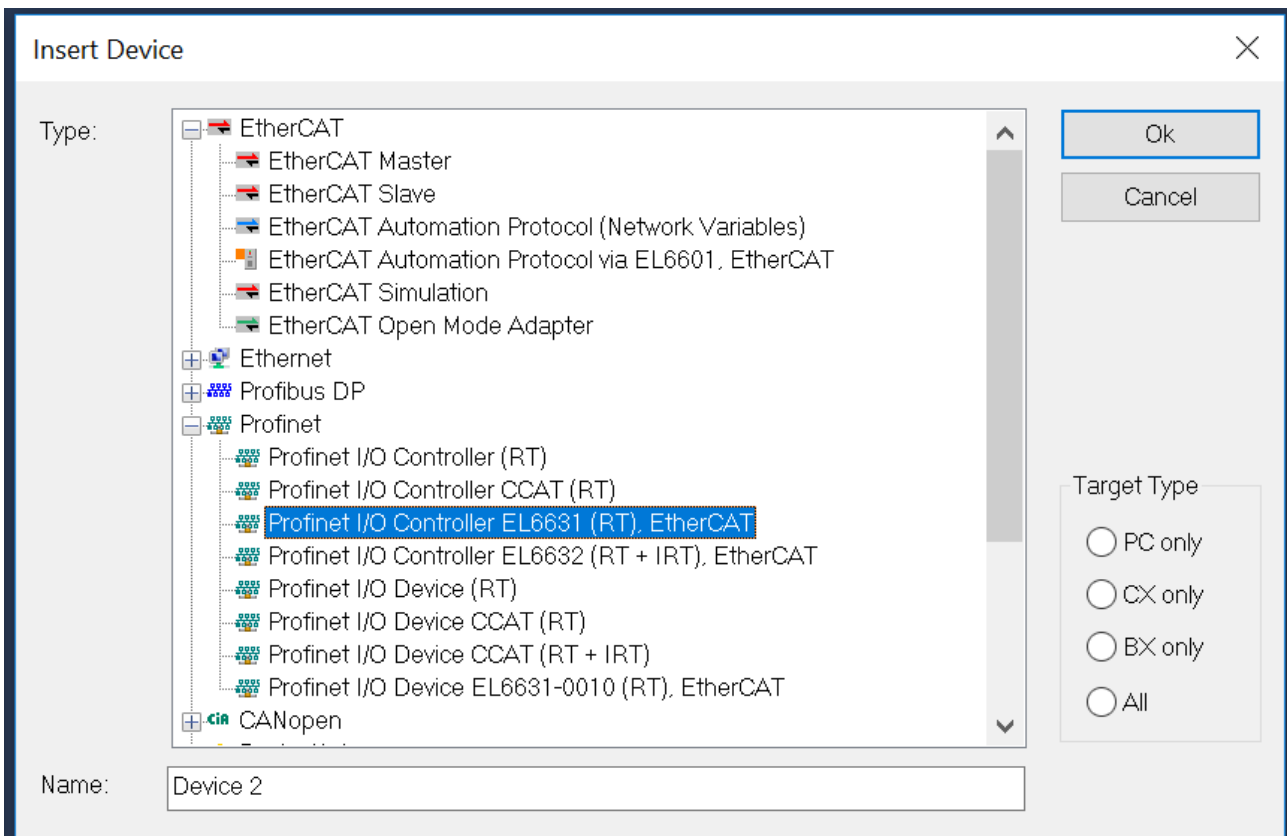 Insert Device
Type:
EtherCAT
EtherCAT Master
EtherCAT Slave
EtherCAT Automation Protocol (Network Variables)
EtherCAT Automation Protocol via EL6601, EtherCAT
EtherCAT Simulation
EtherCAT Open Mode Adapter
Ethernet
Profibus DP
Profinet
Profinet I/O Controller (RT)
Profinet I/O Controller CCAT (RT)
Profinet I/O Controller EL6631 (RT), EtherCAT
Profinet I/O Controller EL6632 (RT + IRT), EtherCAT
Profinet I/O Device (RT)
Profinet I/O Device CCAT (RT)
Profinet I/O Device CCAT (RT + IRT)
Profinet I/O Device EL6631-0010 (RT), EtherCAT
CiA CANopen
Ok
Cancel
Target Type
PC only
CX only
BX only
All
Name:
Device 2